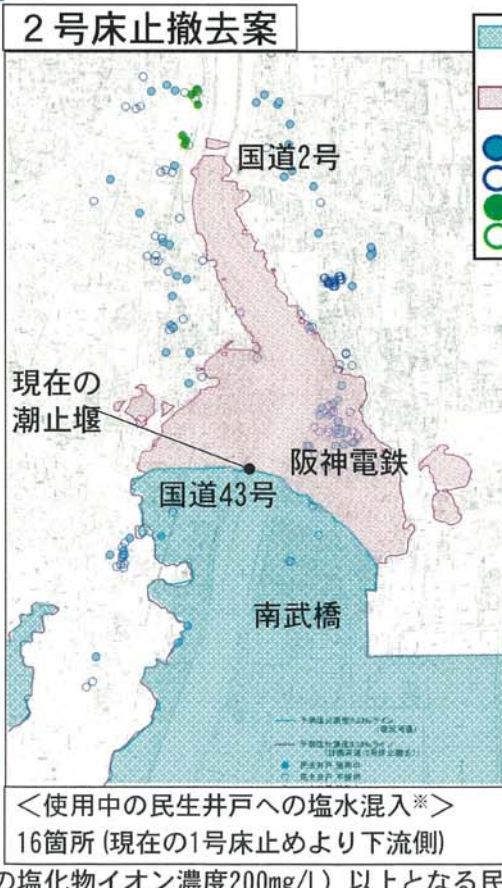 2号床止撤去案
国道2号
現在の
潮止堰
阪神電鉄
国道43号
南武橋
＜使用中の民生井戸への塩水混入※＞
16箇所(現在の1号床止めより下流側)
の塩化物イオン濃度200mg/L）以上となる民